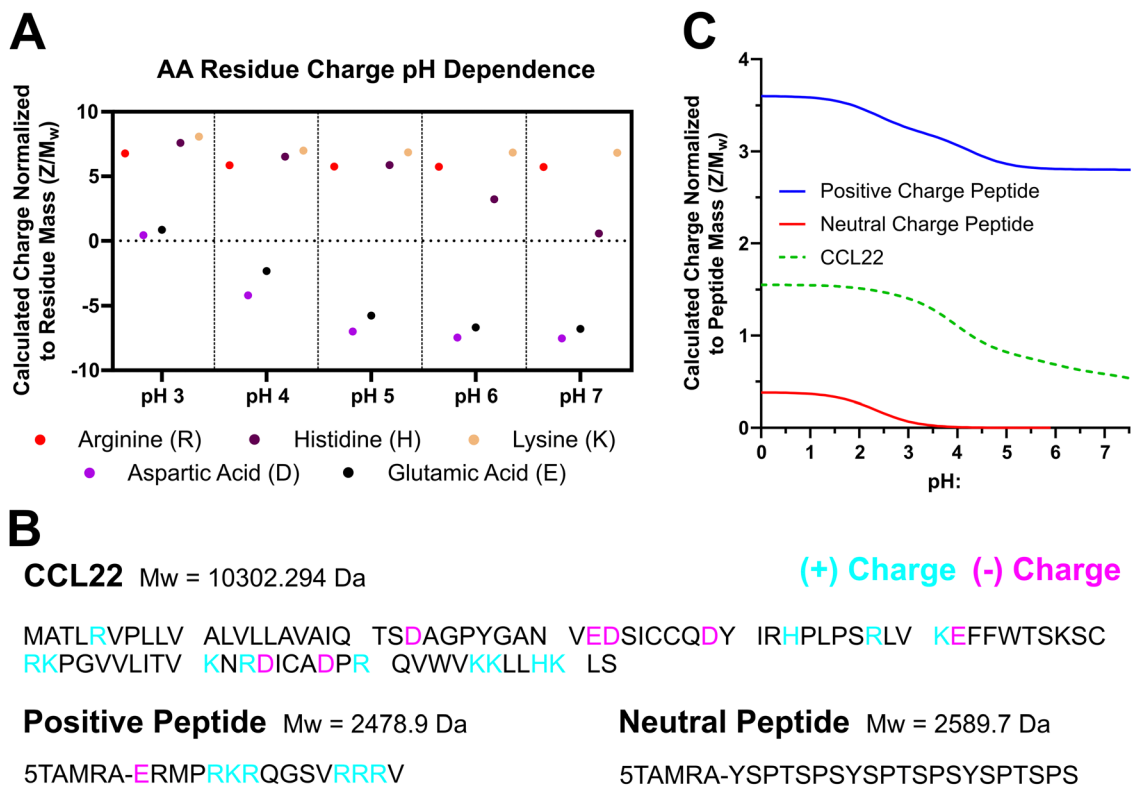 A
AA Residue Charge pH Dependence
Calculated Charge Normalized
to Residue Mass (Z/Mw)
10
5
0
-5
-10
pH 3 pH 4 pH 5 pH 6 pH 7
Arginine (R) Histidine (H) Lysine (K)
Aspartic Acid (D) Glutamic Acid (E)
C
Calculated Charge Normalized
to Peptide Mass (Z/Mw)
4
3
2
1
0
Positive Charge Peptide
Neutral Charge Peptide
CCL22
0 1 2 3 4 5 6 7
pH:
B
CCL22 Mw = 10302.294 Da
(+) Charge (-) Charge
MATLRVPLLV ALVLLAVAIQ TSDAGPYGAN VEDSICCQDY IRHPLPSRLV KEFFWTSKSC
RKPGVVLITV KNRDICADPR QVWVKKLLHK LS
Positive Peptide Mw = 2478.9 Da
5TAMRA-ERMPRKRQGSVRRRV
Neutral Peptide Mw = 2589.7 Da
5TAMRA-YSPTSPSYSPTSPSYSPTSPS